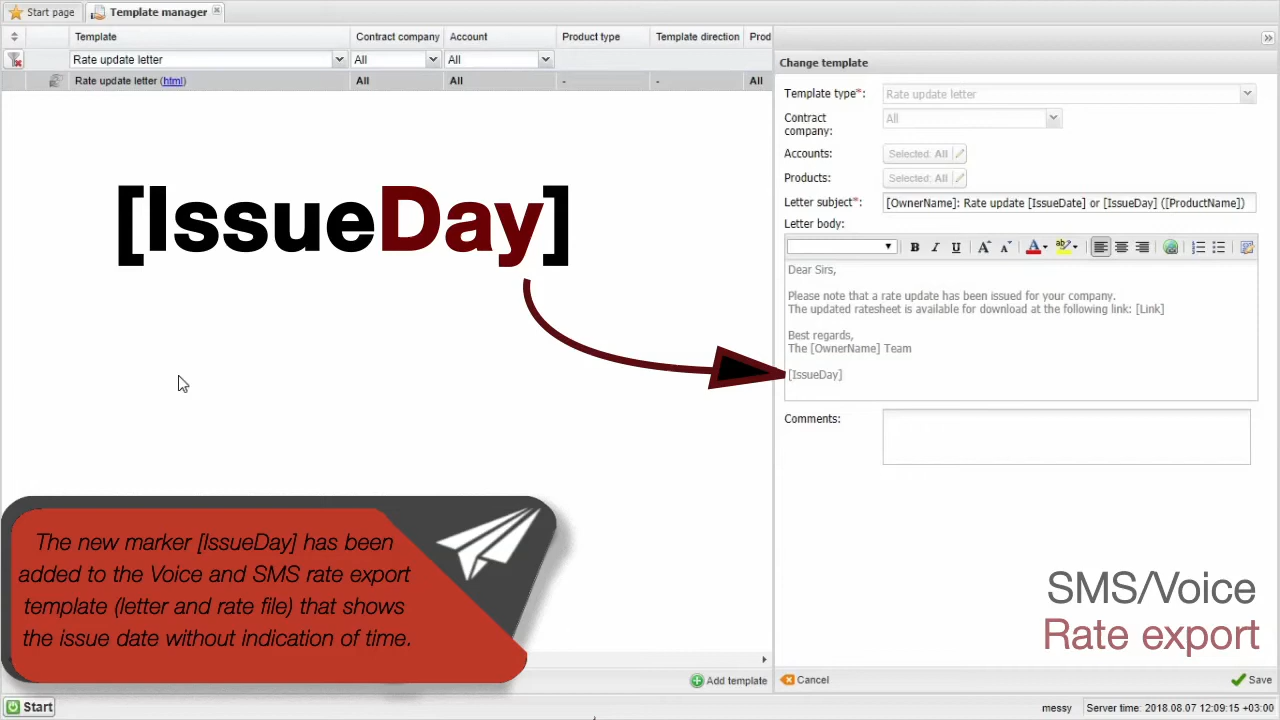 Start page
Template manager
Template
Contract company
Account
Product type
Template direction
Prod
Rate update letter
All
All
Rate update letter (html)
All
All
-
-
All
[IssueDay]
The new marker [IssueDay] has been
added to the Voice and SMS rate export
template (letter and rate file) that shows
the issue date without indication of time.
Add template
Change template
Template type*:
Rate update letter
Contract
company:
All
Accounts:
Selected: All
Products:
Selected: All
Letter subject*:
[OwnerName]: Rate update [IssueDate] or [IssueDay] ([ProductName])
Letter body:
B I U A A A ab
Dear Sirs,
Please note that a rate update has been issued for your company.
The updated ratesheet is available for download at the following link: [Link]
Best regards,
The [OwnerName] Team
[IssueDay]
Comments:
SMS/Voice
Rate export
Cancel
Save
Start
messy
Server time: 2018.08.07 12:09:15 +03:00